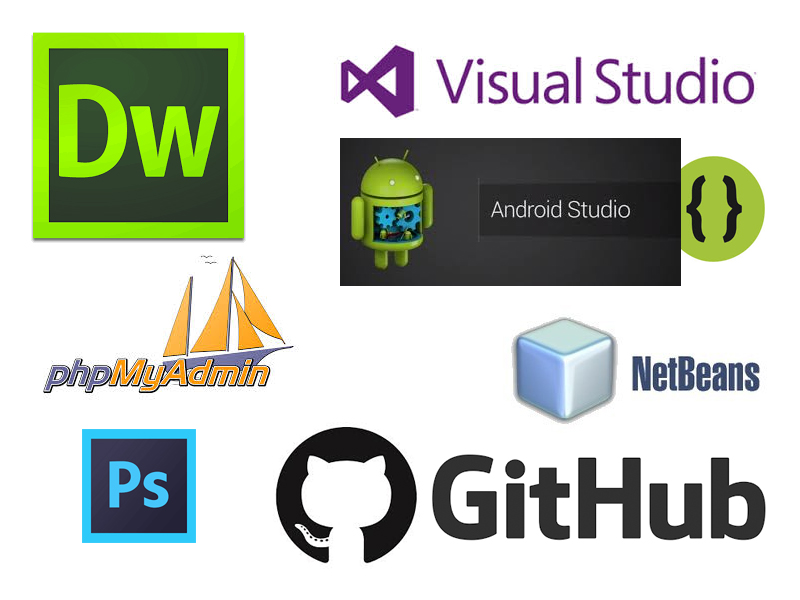 Dw
Visual Studio
Android Studio
{ }
phpMyAdmin
NetBeans
Ps
GitHub